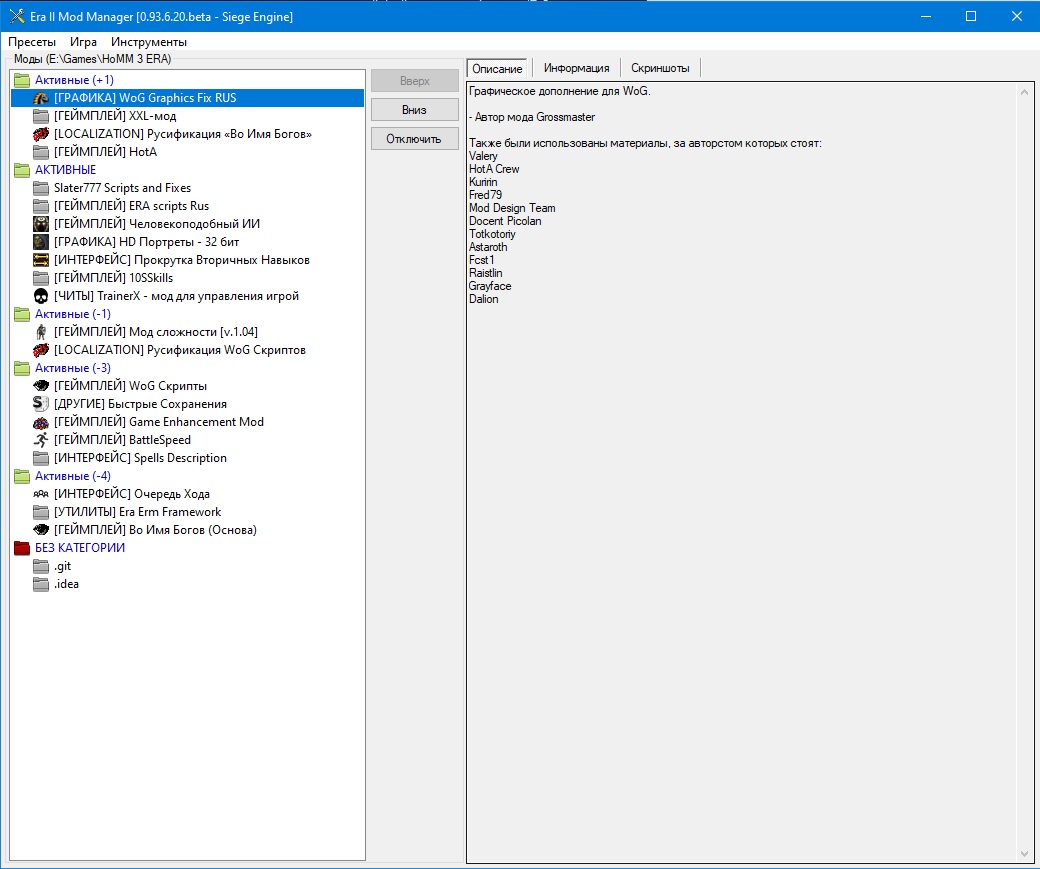 Era II Mod Manager [0.93.6.20.beta - Siege Engine]
Пресеты Игра Инструменты
Моды (E:\Games\HoMM 3 ERA)
Активные (+1)
[ГРАФИКА] WoG Graphics Fix RUS
[ГЕЙМПЛЕЙ] XXL-мод
[LOCALIZATION] Русификация «Во Имя Богов»
[ГЕЙМПЛЕЙ] HotA
АКТИВНЫЕ
Slater777 Scripts and Fixes
[ГЕЙМПЛЕЙ] ERA scripts Rus
[ГЕЙМПЛЕЙ] Человекоподобный ИИ
[ГРАФИКА] HD Портреты - 32 бит
[ИНТЕРФЕЙС] Прокрутка Вторичных Навыков
[ГЕЙМПЛЕЙ] 10SSkills
[ЧИТЫ] TrainerX - мод для управления игрой
Активные (-1)
[ГЕЙМПЛЕЙ] Мод сложности [v.1.04]
[LOCALIZATION] Русификация WoG Скриптов
Активные (-3)
[ГЕЙМПЛЕЙ] WoG Скрипты
[ДРУГИЕ] Быстрые Сохранения
[ГЕЙМПЛЕЙ] Game Enhancement Mod
[ГЕЙМПЛЕЙ] BattleSpeed
[ИНТЕРФЕЙС] Spells Description
Активные (-4)
[ИНТЕРФЕЙС] Очередь Хода
[УТИЛИТЫ] Era Erm Framework
[ГЕЙМПЛЕЙ] Во Имя Богов (Основа)
БЕЗ КАТЕГОРИИ
.git
.idea
Вверх
Вниз
Отключить
Описание Информация Скриншоты
Графическое дополнение для WoG.
- Автор мода Grossmaster
Также были использованы материалы, за авторстом которых стоят:
Valery
HotA Crew
Kuririn
Fred79
Mod Design Team
Docent Picolan
Totkotoriy
Astaroth
Fcst1
Raistlin
Grayface
Dalion